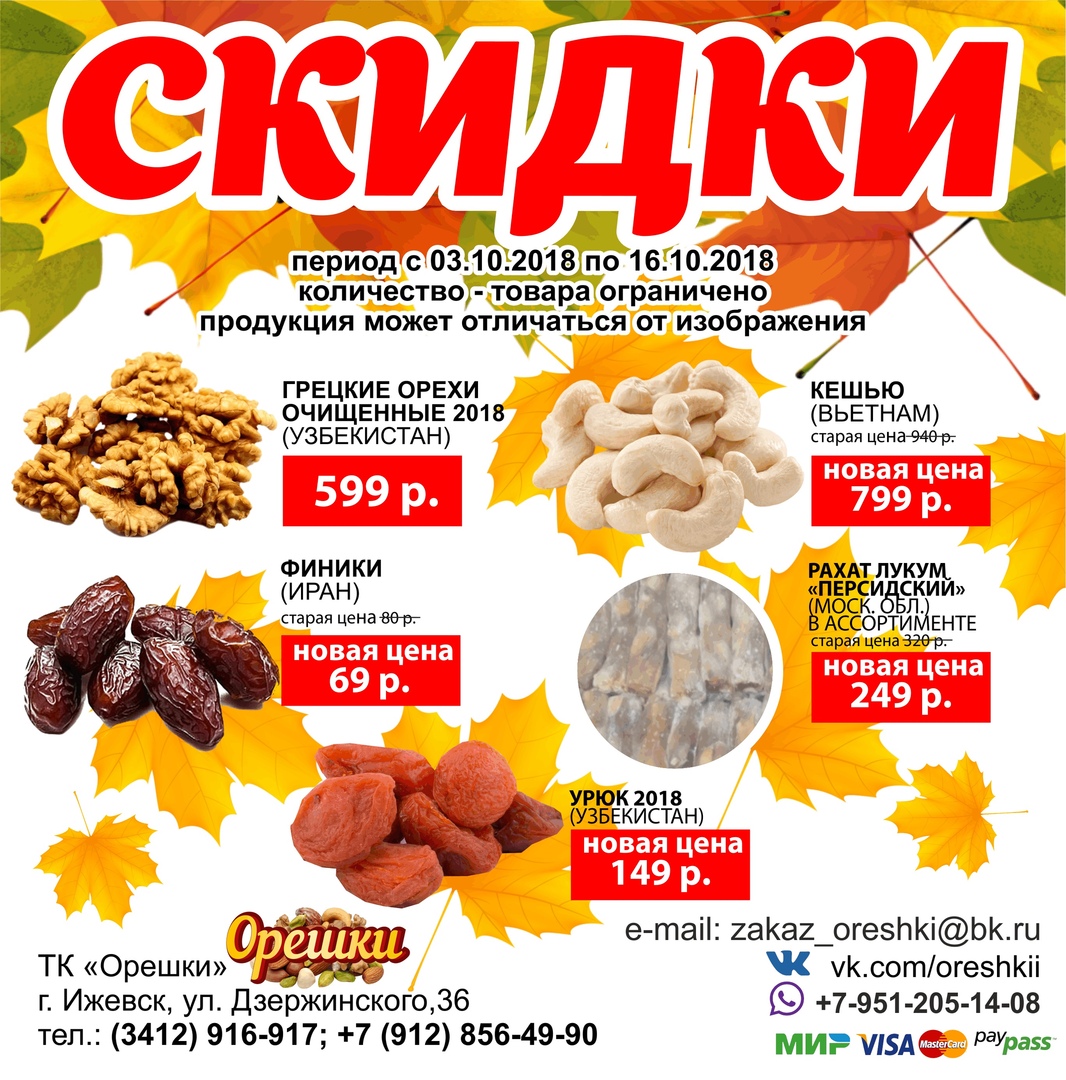 СКИДКИ
период с 03.10.2018 по 16.10.2018
количество - товара ограничено
продукция может отличаться от изображения
ГРЕЦКИЕ ОРЕХИ
ОЧИЩЕННЫЕ 2018
(УЗБЕКИСТАН)
599 р.
КЕШЬЮ
(ВЬЕТНАМ)
старая цена 940 р.
новая цена
799 р.
ФИНИКИ
(ИРАН)
старая цена 80 р.
новая цена
69 р.
РАХАТ ЛУКУМ
«ПЕРСИДСКИЙ»
(МОСК. ОБЛ.)
В АССОРТИМЕНТЕ
старая цена 320 р.
новая цена
249 р.
УРЮК 2018
(УЗБЕКИСТАН)
новая цена
149 р.
Орешки
ТК «Орешки»
г. Ижевск, ул. Дзержинского,36
тел.: (3412) 916-917; +7 (912) 856-49-90
e-mail: zakaz_oreshki@bk.ru
vk.com/oreshkii
+7-951-205-14-08
МИР VISA MasterCard paypass